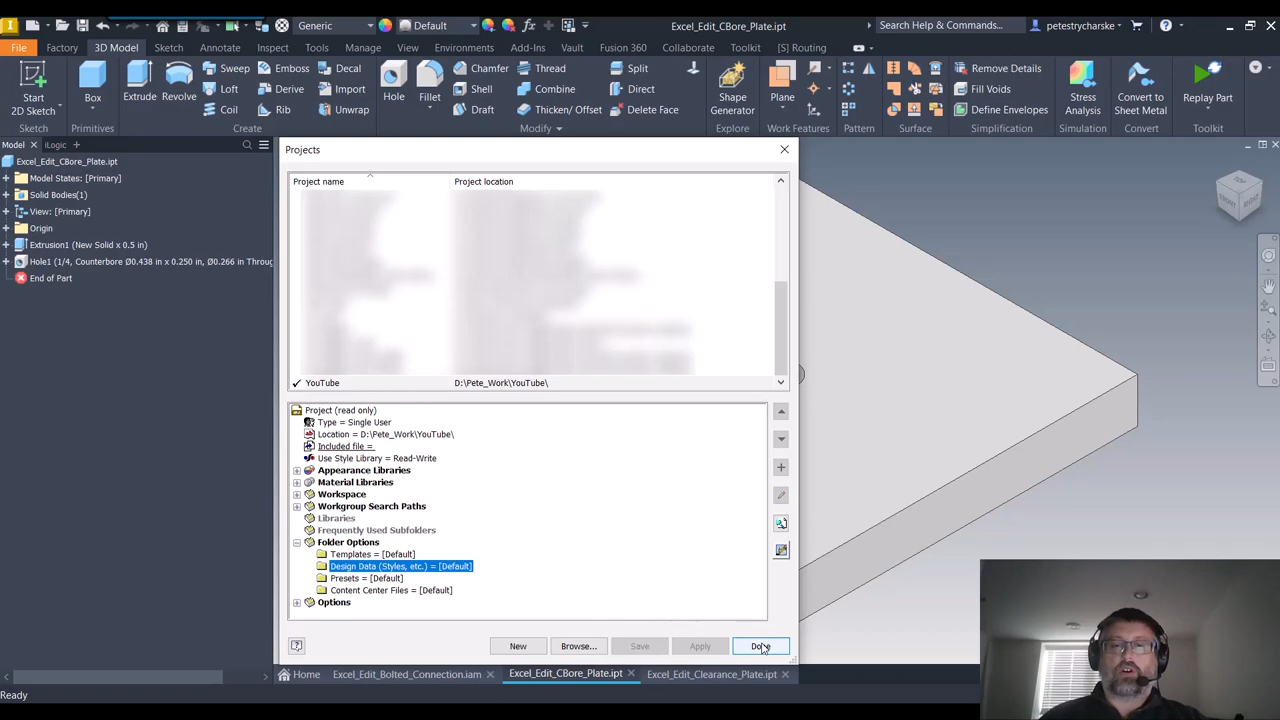 Generic
Default
Excel_Edit_CBore_Plate.ipt
Search Help & Commands...
petestrycharske
File Factory 3D Model Sketch Annotate Inspect Tools Manage View Environments Add-Ins Vault Fusion 360 Collaborate Toolkit [S] Routing
Start
2D Sketch
Box
Extrude
Revolve
Sweep
Loft
Coil
Emboss
Derive
Rib
Decal
Import
Unwrap
Hole
Fillet
Chamfer
Shell
Draft
Thread
Combine
Thicken/ Offset
Split
Direct
Delete Face
Shape
Generator
Plane
Remove Details
Fill Voids
Define Envelopes
Stress
Analysis
Convert to
Sheet Metal
Replay Part
Sketch Primitives Create Modify Explore Work Features Pattern Surface Simplification Simulation Convert Toolkit
Model iLogic
Excel_Edit_CBore_Plate.ipt
Model States: [Primary]
Solid Bodies(1)
View: [Primary]
Origin
Extrusion1 (New Solid x 0.5 in)
Hole1 (1/4, Counterbore Ø0.438 in x 0.250 in, Ø0.266 in Throug
End of Part
Projects
Project name Project location
YouTube D:\Pete_Work\YouTube\
Project (read only)
Type = Single User
Location = D:\Pete_Work\YouTube\
Included file =
Use Style Library = Read-Write
Appearance Libraries
Material Libraries
Workspace
Workgroup Search Paths
Libraries
Frequently Used Subfolders
Folder Options
Templates = [Default]
Design Data (Styles, etc.) = [Default]
Presets = [Default]
Content Center Files = [Default]
Options
New Browse... Save Apply Done
TOP
FRONT
RIGHT
Home Excel_Edit_Bolted_Connection.iam Excel_Edit_CBore_Plate.ipt Excel_Edit_Clearance_Plate.ipt
Ready